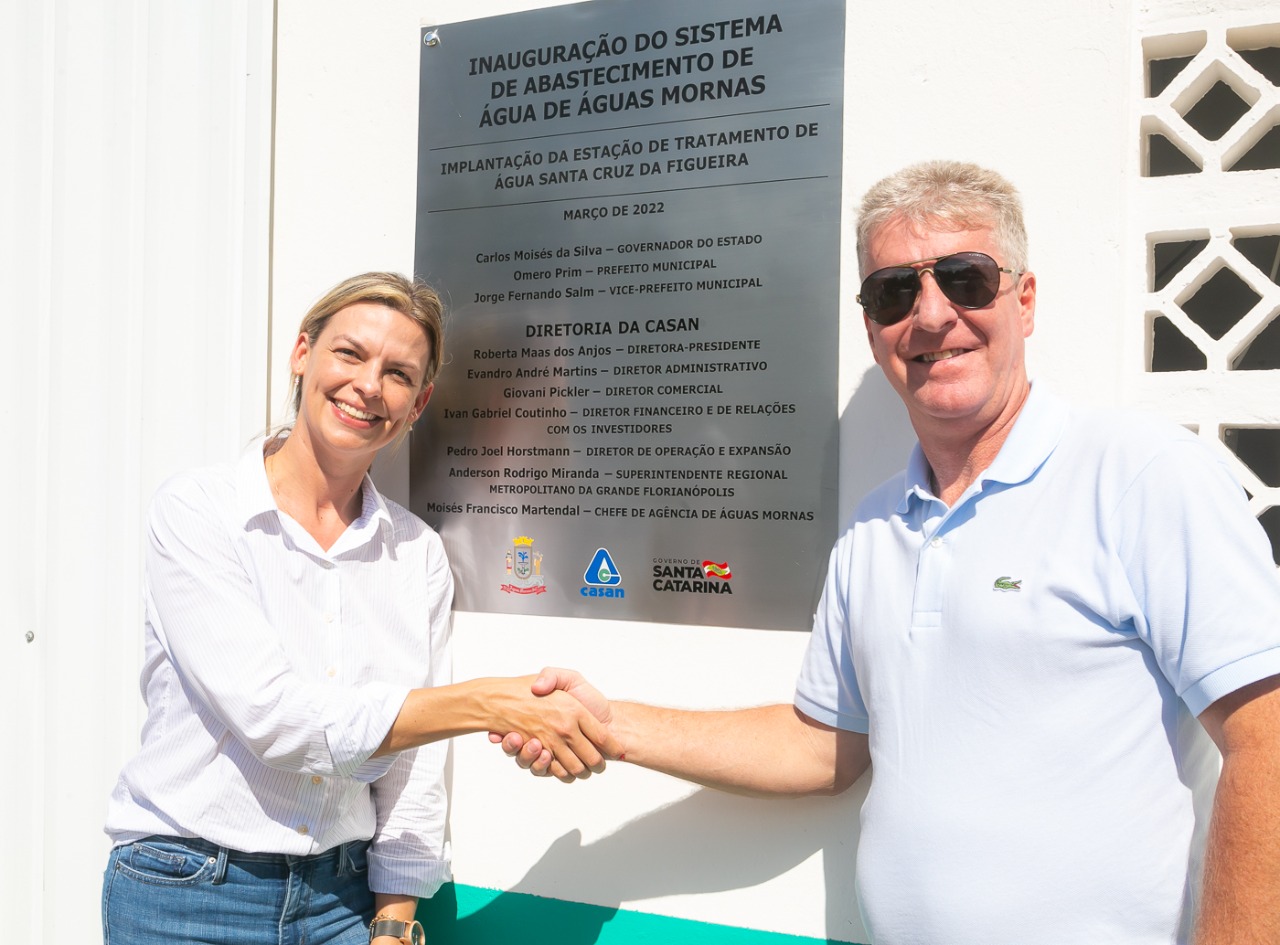 INAUGURAÇÃO DO SISTEMA
DE ABASTECIMENTO DE
ÁGUA DE ÁGUAS MORNAS
IMPLANTAÇÃO DA ESTAÇÃO DE TRATAMENTO DE
ÁGUA SANTA CRUZ DA FIGUEIRA
MARÇO DE 2022
Carlos Moisés da Silva – GOVERNADOR DO ESTADO
Omero Prim – PREFEITO MUNICIPAL
Jorge Fernando Salm – VICE-PREFEITO MUNICIPAL
DIRETORIA DA CASAN
Roberta Maas dos Anjos – DIRETORA-PRESIDENTE
Evandro André Martins – DIRETOR ADMINISTRATIVO
Giovani Pickler – DIRETOR COMERCIAL
Ivan Gabriel Coutinho – DIRETOR FINANCEIRO E DE RELAÇÕES
COM OS INVESTIDORES
Pedro Joel Horstmann – DIRETOR DE OPERAÇÃO E EXPANSÃO
Anderson Rodrigo Miranda – SUPERINTENDENTE REGIONAL
METROPOLITANO DA GRANDE FLORIANÓPOLIS
Moisés Francisco Martendal – CHEFE DE AGÊNCIA DE ÁGUAS MORNAS
casan
GOVERNO DE
SANTA
CATARINA